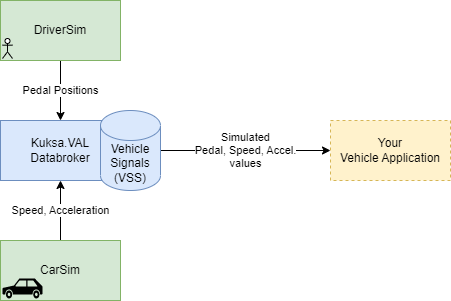 DriverSim
Pedal Positions
Kuksa.VAL
Databroker
Vehicle
Signals
(VSS)
Simulated
Pedal, Speed, Accel.
values
Your
Vehicle Application
Speed, Acceleration
CarSim